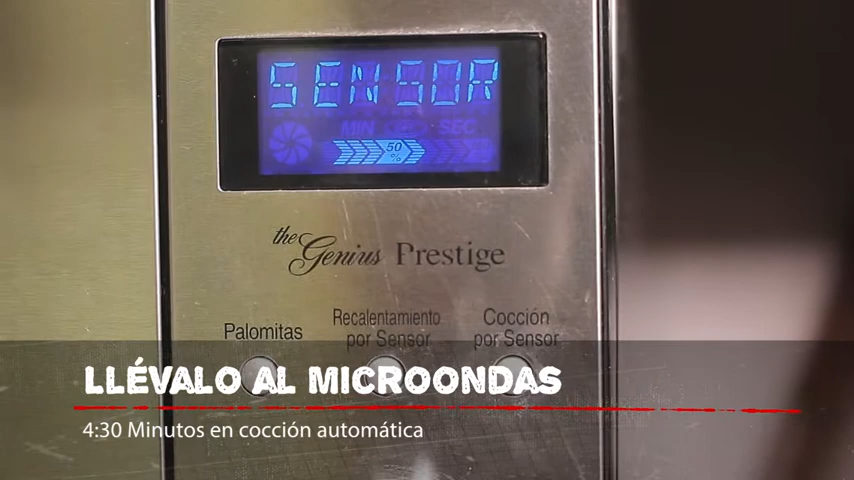 SENSOR
MIN SEC
50
%
the Genius Prestige
Palomitas
Recalentamiento
por Sensor
Cocción
por Sensor
LLÉVALO AL MICROONDAS
4:30 Minutos en cocción automática